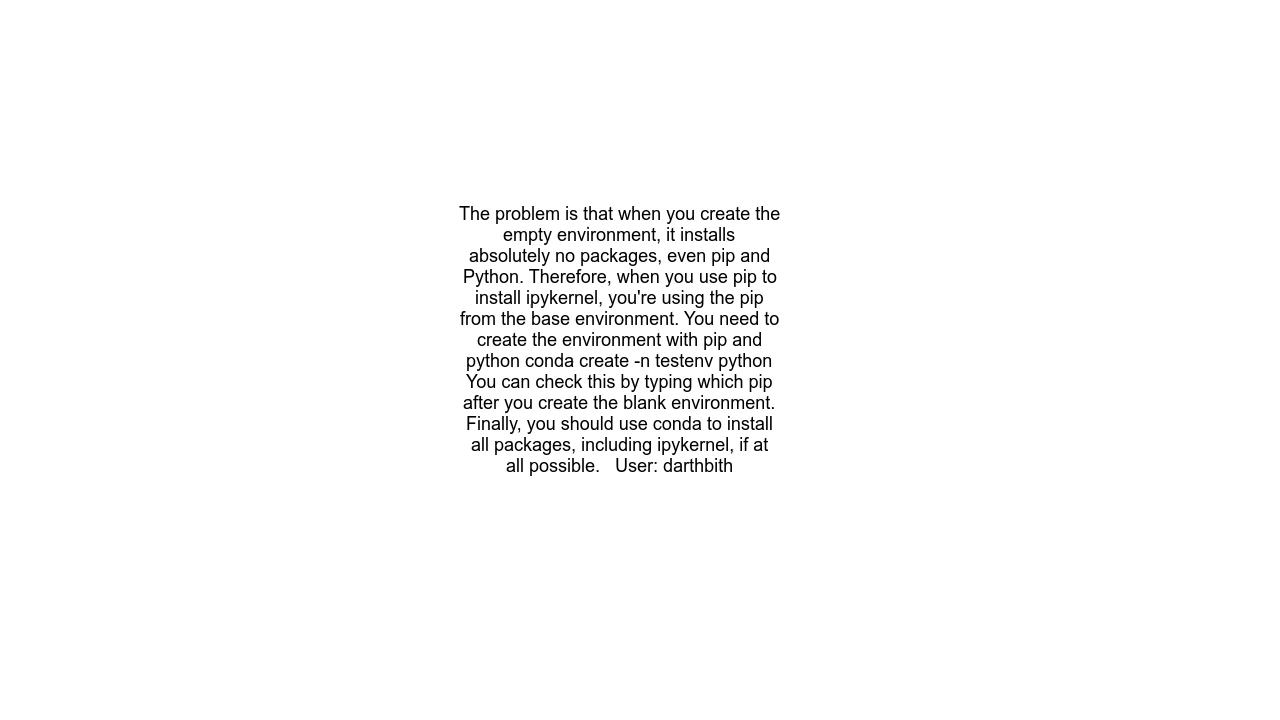 The problem is that when you create the
empty environment, it installs
absolutely no packages, even pip and
Python. Therefore, when you use pip to
install ipykernel, you're using the pip
from the base environment. You need to
create the environment with pip and
python conda create -n testenv python
You can check this by typing which pip
after you create the blank environment.
Finally, you should use conda to install
all packages, including ipykernel, if at
all possible.   User: darthbith